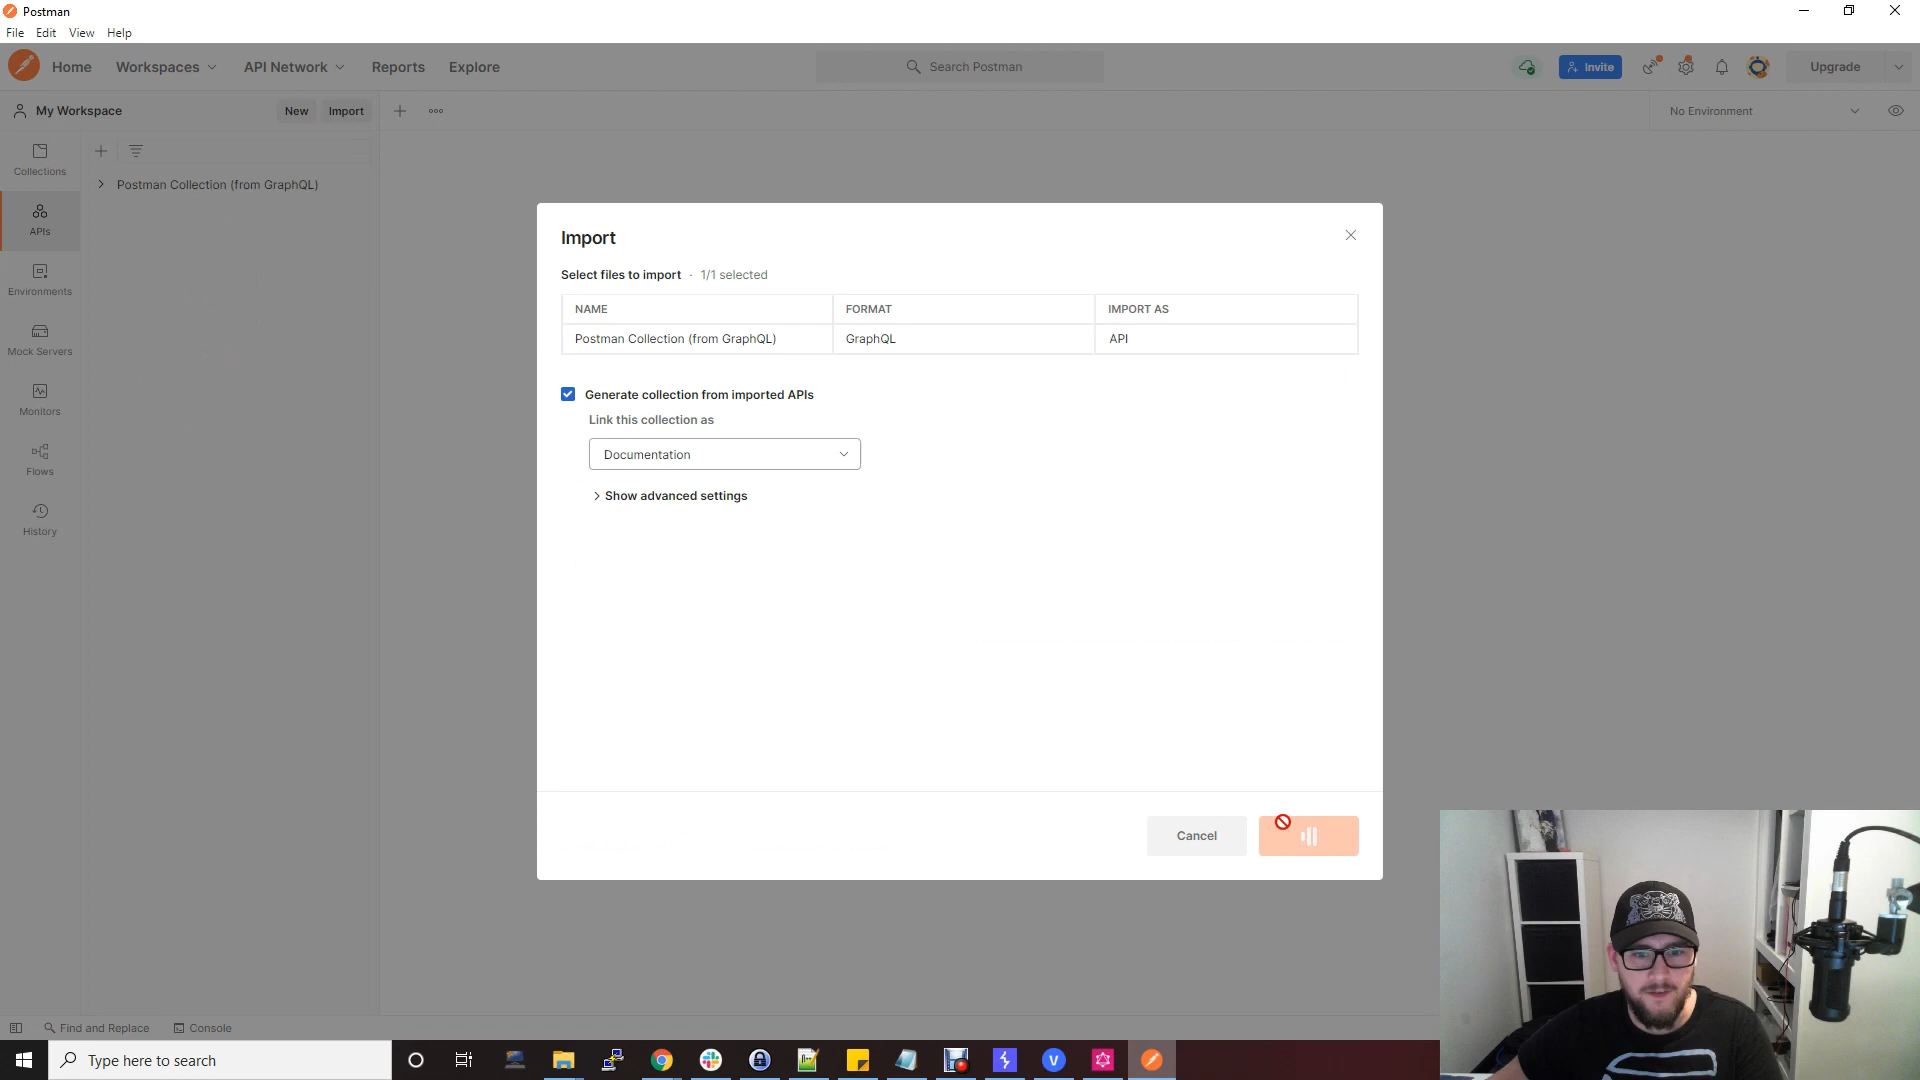 Postman
File Edit View Help
Home Workspaces API Network Reports Explore
Search Postman
Invite
Upgrade
My Workspace
New Import
No Environment
Collections
Postman Collection (from GraphQL)
APIs
Environments
Mock Servers
Monitors
Flows
History
Import
Select files to import · 1/1 selected
NAME FORMAT IMPORT AS
Postman Collection (from GraphQL) GraphQL API
Generate collection from imported APIs
Link this collection as
Documentation
Show advanced settings
Cancel
Find and Replace Console
Type here to search
V